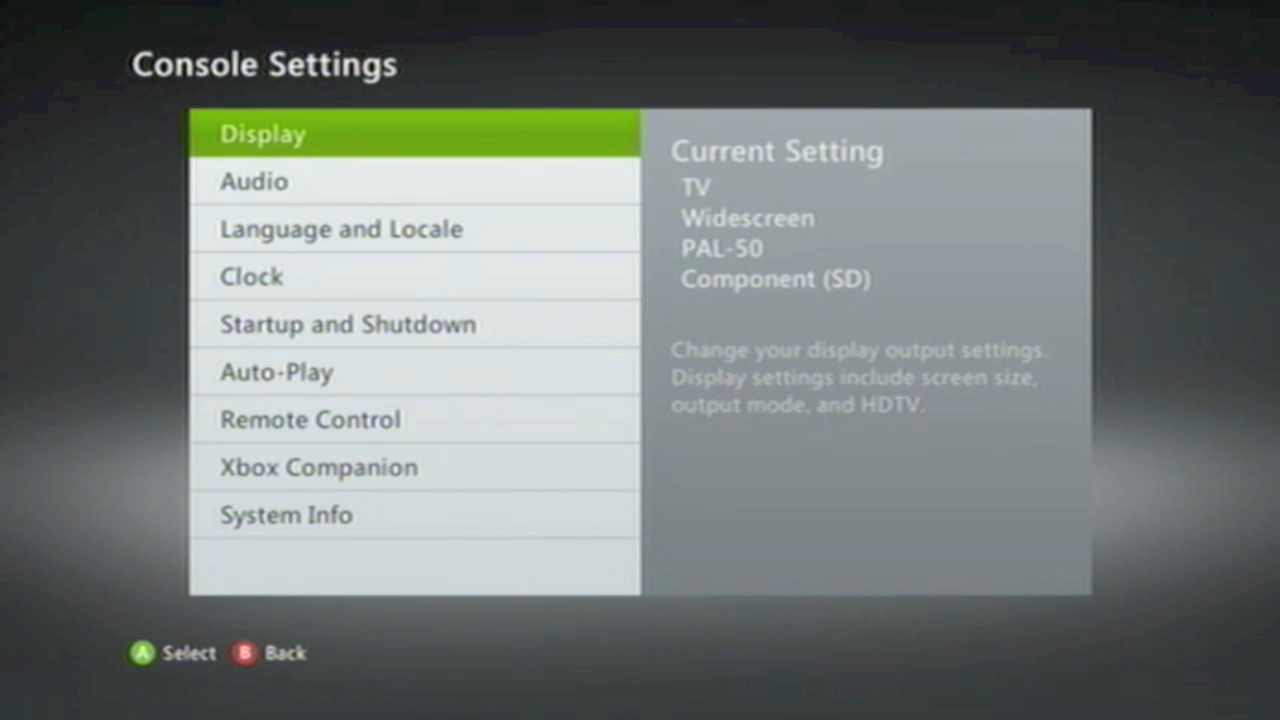 Console Settings
Display
Audio
Language and Locale
Clock
Startup and Shutdown
Auto-Play
Remote Control
Xbox Companion
System Info
Current Setting
TV
Widescreen
PAL-50
Component (SD)
Change your display output settings.
Display settings include screen size,
output mode, and HDTV.
A Select B Back